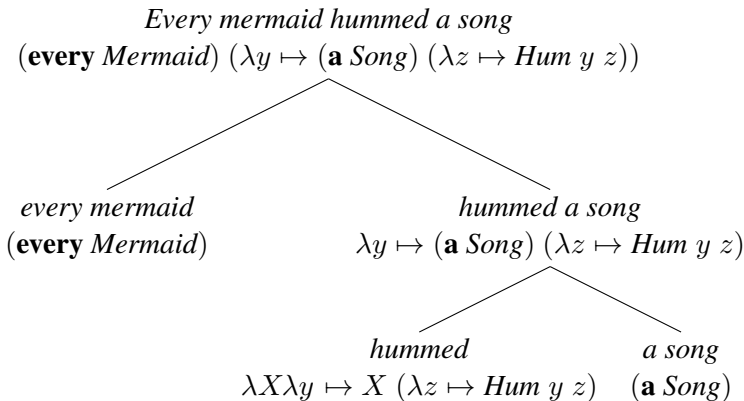 Every mermaid hummed a song
(every Mermaid) (λy ↦ (a Song) (λz ↦ Hum y z))
every mermaid
(every Mermaid)
hummed a song
λy ↦ (a Song) (λz ↦ Hum y z)
hummed
λXλy ↦ X (λz ↦ Hum y z)
a song
(a Song)